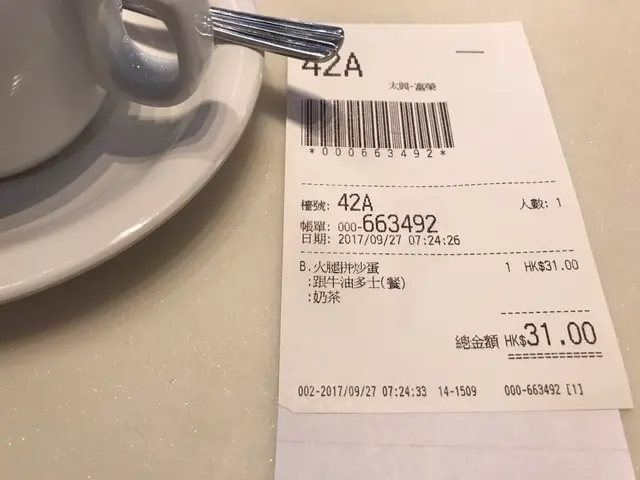 42A
太興-嘉榮
*000663492*
檯號: 42A 人數: 1
帳單: 000-663492
日期: 2017/09/27 07:24:26
B.火腿拼炒蛋 1 HK$31.00
:跟牛油多士(餐)
:奶茶
總金額 HK$31.00
002-2017/09/27 07:24:33 14-1509 000-663492 [1]